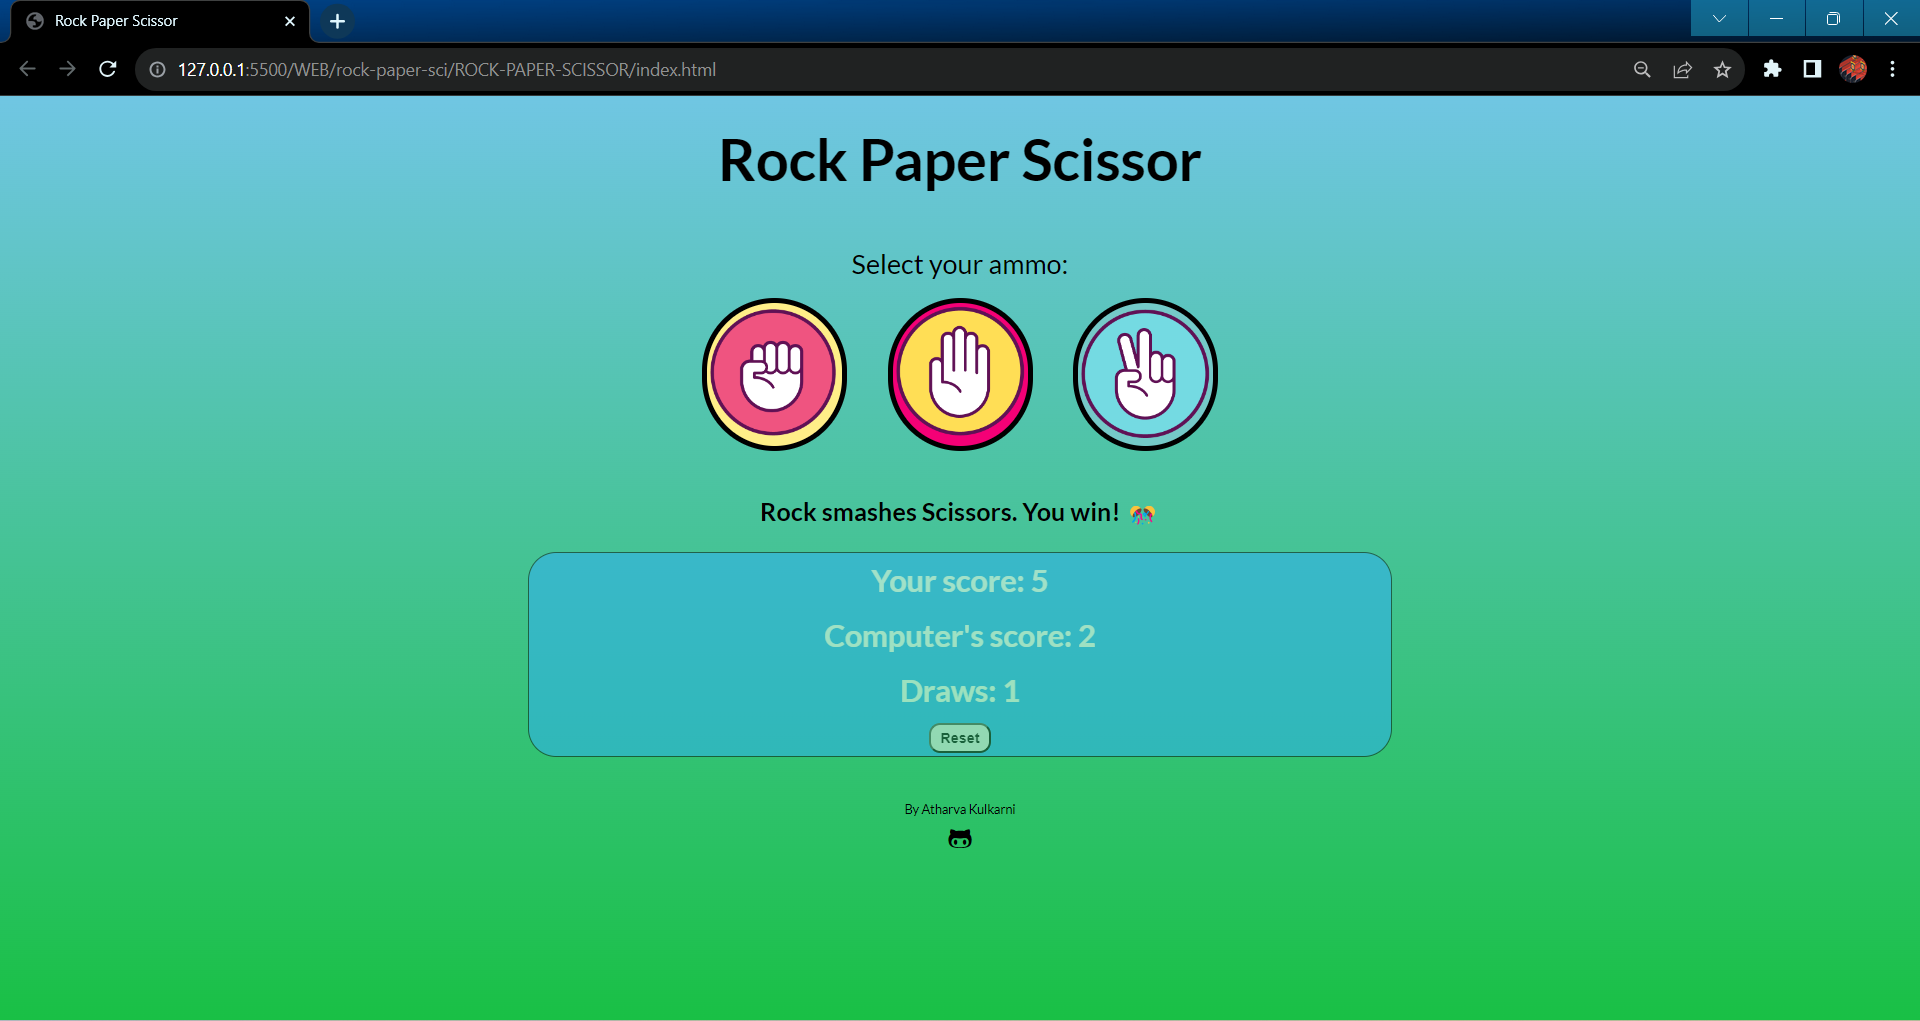 Rock Paper Scissor
127.0.0.1:5500/WEB/rock-paper-sci/ROCK-PAPER-SCISSOR/index.html
Rock Paper Scissor
Select your ammo:
Rock smashes Scissors. You win! 🎊
Your score: 5
Computer's score: 2
Draws: 1
Reset
By Atharva Kulkarni